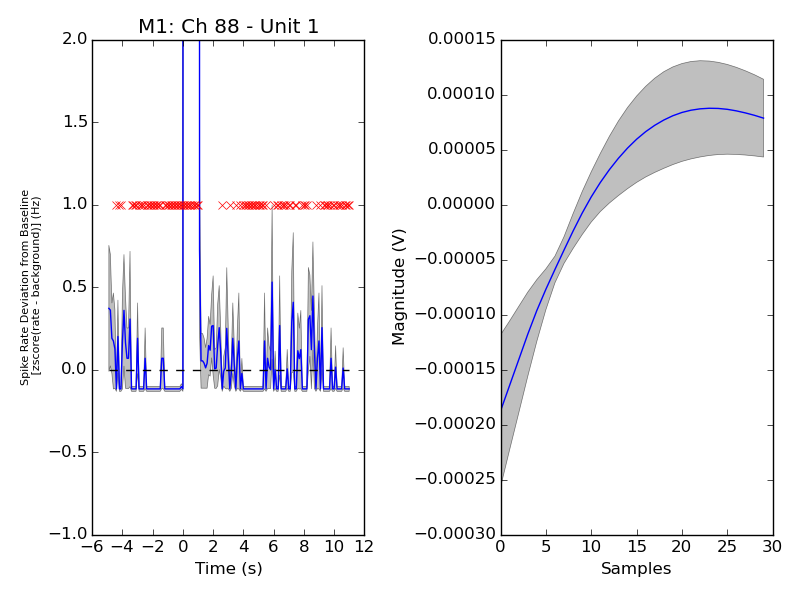 M1: Ch 88 - Unit 1
2.0
1.5
1.0
0.5
0.0
−0.5
−1.0
−6 −4 −2 0 2 4 6 8 10 12
Time (s)
Spike Rate Deviation from Baseline
[zscore(rate - background)] (Hz)
0.00015
0.00010
0.00005
0.00000
−0.00005
−0.00010
−0.00015
−0.00020
−0.00025
−0.00030
0 5 10 15 20 25 30
Samples
Magnitude (V)